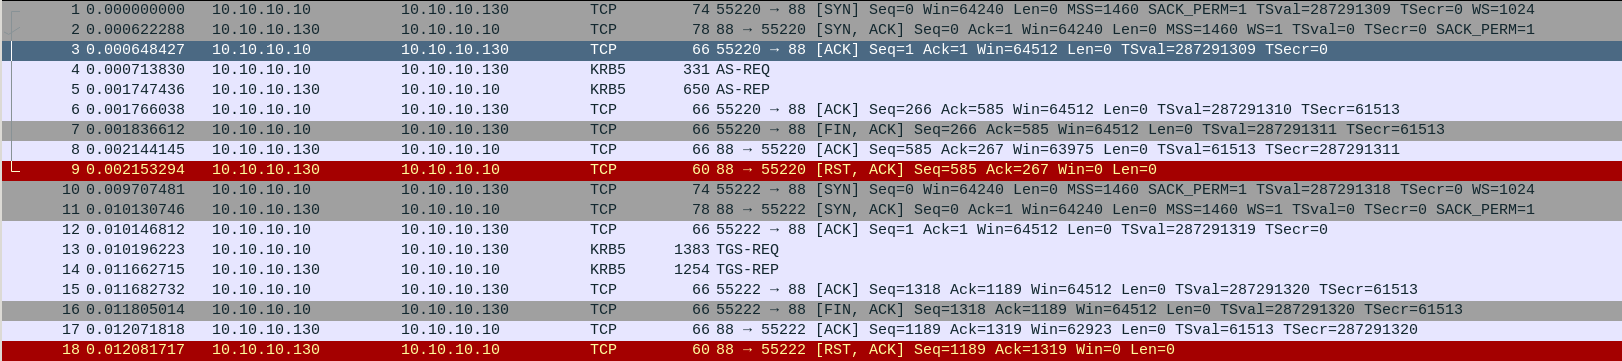 1 0.000000000 10.10.10.10 10.10.10.130 TCP 74 55220 → 88 [SYN] Seq=0 Win=64240 Len=0 MSS=1460 SACK_PERM=1 TSval=287291309 TSecr=0 WS=1024
2 0.000622288 10.10.10.130 10.10.10.10 TCP 78 88 → 55220 [SYN, ACK] Seq=0 Ack=1 Win=64240 Len=0 MSS=1460 WS=1 TSval=0 TSecr=0 SACK_PERM=1
3 0.000648427 10.10.10.10 10.10.10.130 TCP 66 55220 → 88 [ACK] Seq=1 Ack=1 Win=64512 Len=0 TSval=287291309 TSecr=0
4 0.000713830 10.10.10.10 10.10.10.130 KRB5 331 AS-REQ
5 0.001747436 10.10.10.130 10.10.10.10 KRB5 650 AS-REP
6 0.001766038 10.10.10.10 10.10.10.130 TCP 66 55220 → 88 [ACK] Seq=266 Ack=585 Win=64512 Len=0 TSval=287291310 TSecr=61513
7 0.001836612 10.10.10.10 10.10.10.130 TCP 66 55220 → 88 [FIN, ACK] Seq=266 Ack=585 Win=64512 Len=0 TSval=287291311 TSecr=61513
8 0.002144145 10.10.10.130 10.10.10.10 TCP 66 88 → 55220 [ACK] Seq=585 Ack=267 Win=63975 Len=0 TSval=61513 TSecr=287291311
9 0.002153294 10.10.10.130 10.10.10.10 TCP 60 88 → 55220 [RST, ACK] Seq=585 Ack=267 Win=0 Len=0
10 0.009707481 10.10.10.10 10.10.10.130 TCP 74 55222 → 88 [SYN] Seq=0 Win=64240 Len=0 MSS=1460 SACK_PERM=1 TSval=287291318 TSecr=0 WS=1024
11 0.010130746 10.10.10.130 10.10.10.10 TCP 78 88 → 55222 [SYN, ACK] Seq=0 Ack=1 Win=64240 Len=0 MSS=1460 WS=1 TSval=0 TSecr=0 SACK_PERM=1
12 0.010146812 10.10.10.10 10.10.10.130 TCP 66 55222 → 88 [ACK] Seq=1 Ack=1 Win=64512 Len=0 TSval=287291319 TSecr=0
13 0.010196223 10.10.10.10 10.10.10.130 KRB5 1383 TGS-REQ
14 0.011662715 10.10.10.130 10.10.10.10 KRB5 1254 TGS-REP
15 0.011682732 10.10.10.10 10.10.10.130 TCP 66 55222 → 88 [ACK] Seq=1318 Ack=1189 Win=64512 Len=0 TSval=287291320 TSecr=61513
16 0.011805014 10.10.10.10 10.10.10.130 TCP 66 55222 → 88 [FIN, ACK] Seq=1318 Ack=1189 Win=64512 Len=0 TSval=287291320 TSecr=61513
17 0.012071818 10.10.10.130 10.10.10.10 TCP 66 88 → 55222 [ACK] Seq=1189 Ack=1319 Win=62923 Len=0 TSval=61513 TSecr=287291320
18 0.012081717 10.10.10.130 10.10.10.10 TCP 60 88 → 55222 [RST, ACK] Seq=1189 Ack=1319 Win=0 Len=0